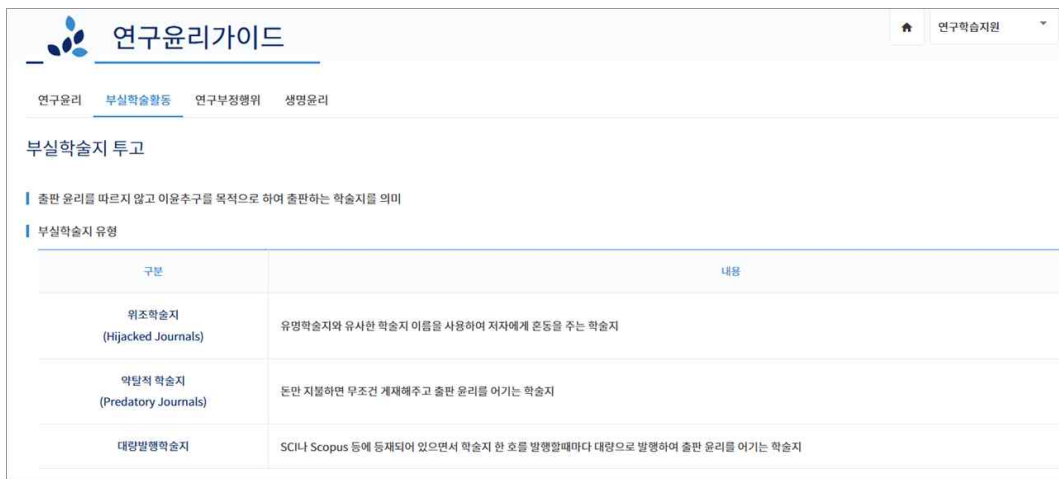 연구윤리가이드
연구학습지원
연구윤리 부실학술활동 연구부정행위 생명윤리
부실학술지 투고
출판 윤리를 따르지 않고 이윤추구를 목적으로 하여 출판하는 학술지를 의미
부실학술지 유형
구분 내용
위조학술지
(Hijacked Journals)
유명학술지와 유사한 학술지 이름을 사용하여 저자에게 혼동을 주는 학술지
약탈적 학술지
(Predatory Journals)
돈만 지불하면 무조건 게재해주고 출판 윤리를 어기는 학술지
대량발행학술지 SCI나 Scopus 등에 등재되어 있으면서 학술지 한 호를 발행할때마다 대량으로 발행하여 출판 윤리를 어기는 학술지